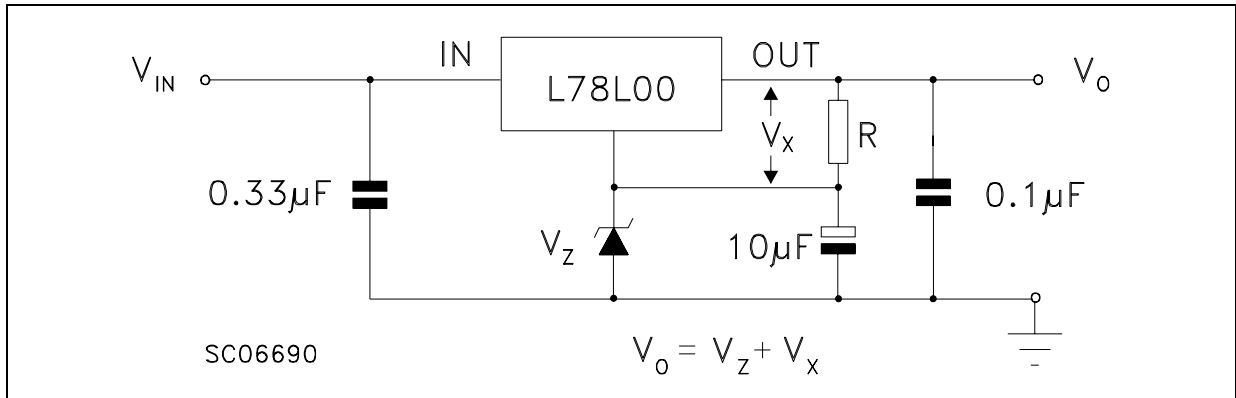 IN
OUT
V_IN
L78L00
V_O
V_X
R
0.33µF
0.1µF
V_Z
10µF
SC06690
V_O = V_Z + V_X